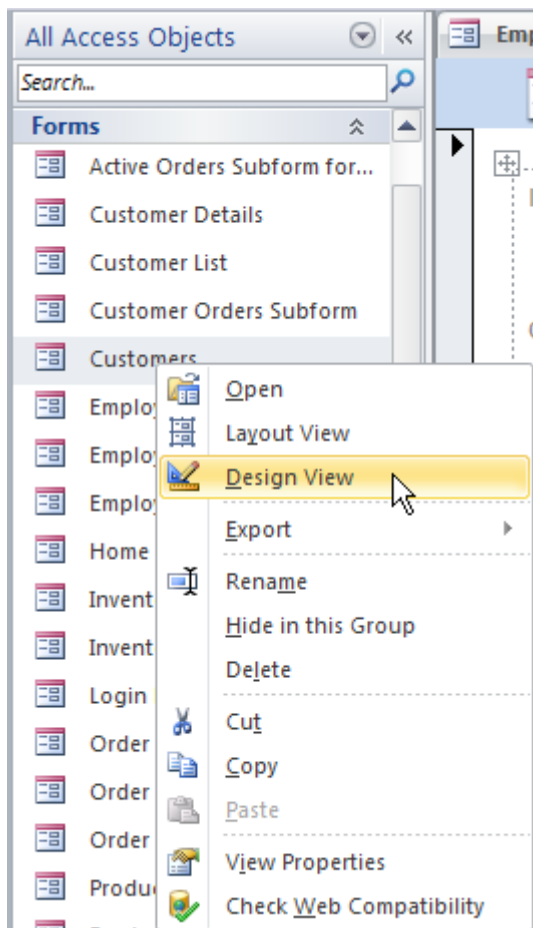 All Access Objects
Search...
Forms
Active Orders Subform for...
Customer Details
Customer List
Customer Orders Subform
Customers
Home
Login
Order
Order
Order
Open
Layout View
Design View
Export
Rename
Hide in this Group
Delete
Cut
Copy
Paste
View Properties
Check Web Compatibility